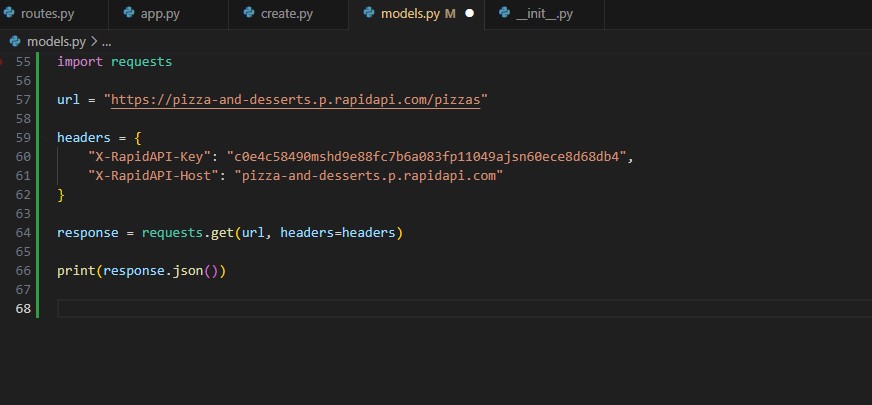 routes.py
app.py
create.py
models.py M
__init__.py
models.py > ...
55 import requests
56
57 url = "https://pizza-and-desserts.p.rapidapi.com/pizzas"
58
59 headers = {
60     "X-RapidAPI-Key": "c0e4c58490mshd9e88fc7b6a083fp11049ajsn60ece8d68db4",
61     "X-RapidAPI-Host": "pizza-and-desserts.p.rapidapi.com"
62 }
63
64 response = requests.get(url, headers=headers)
65
66 print(response.json())
67
68